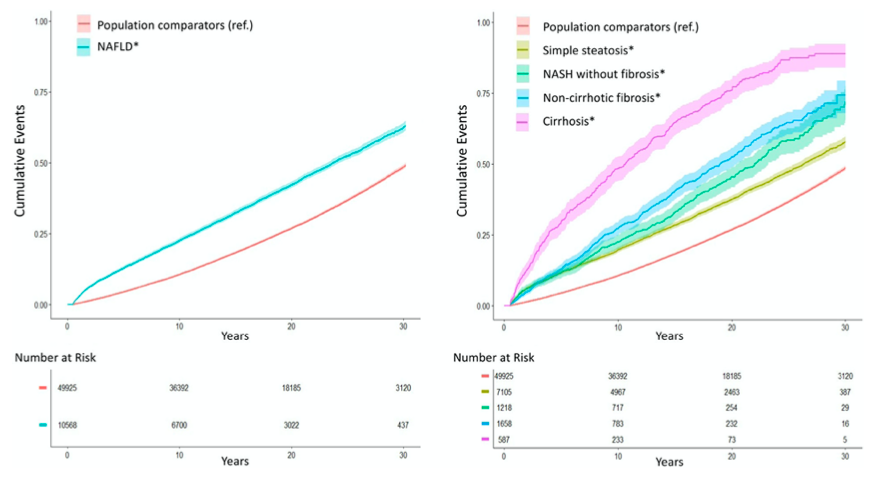 Population comparators (ref.)
NAFLD*
1.00
0.75
0.50
0.25
0.00
Cumulative Events
0 10 20 30
Years
Number at Risk
49925 36392 18185 3120
10568 6700 3022 437
0 10 20 30
Years
Population comparators (ref.)
Simple steatosis*
NASH without fibrosis*
Non-cirrhotic fibrosis*
Cirrhosis*
1.00
0.75
0.50
0.25
0.00
Cumulative Events
0 10 20 30
Years
Number at Risk
49925 36392 18185 3120
7105 4967 2463 387
1218 717 254 29
1658 783 232 16
587 233 73 5
0 10 20 30
Years